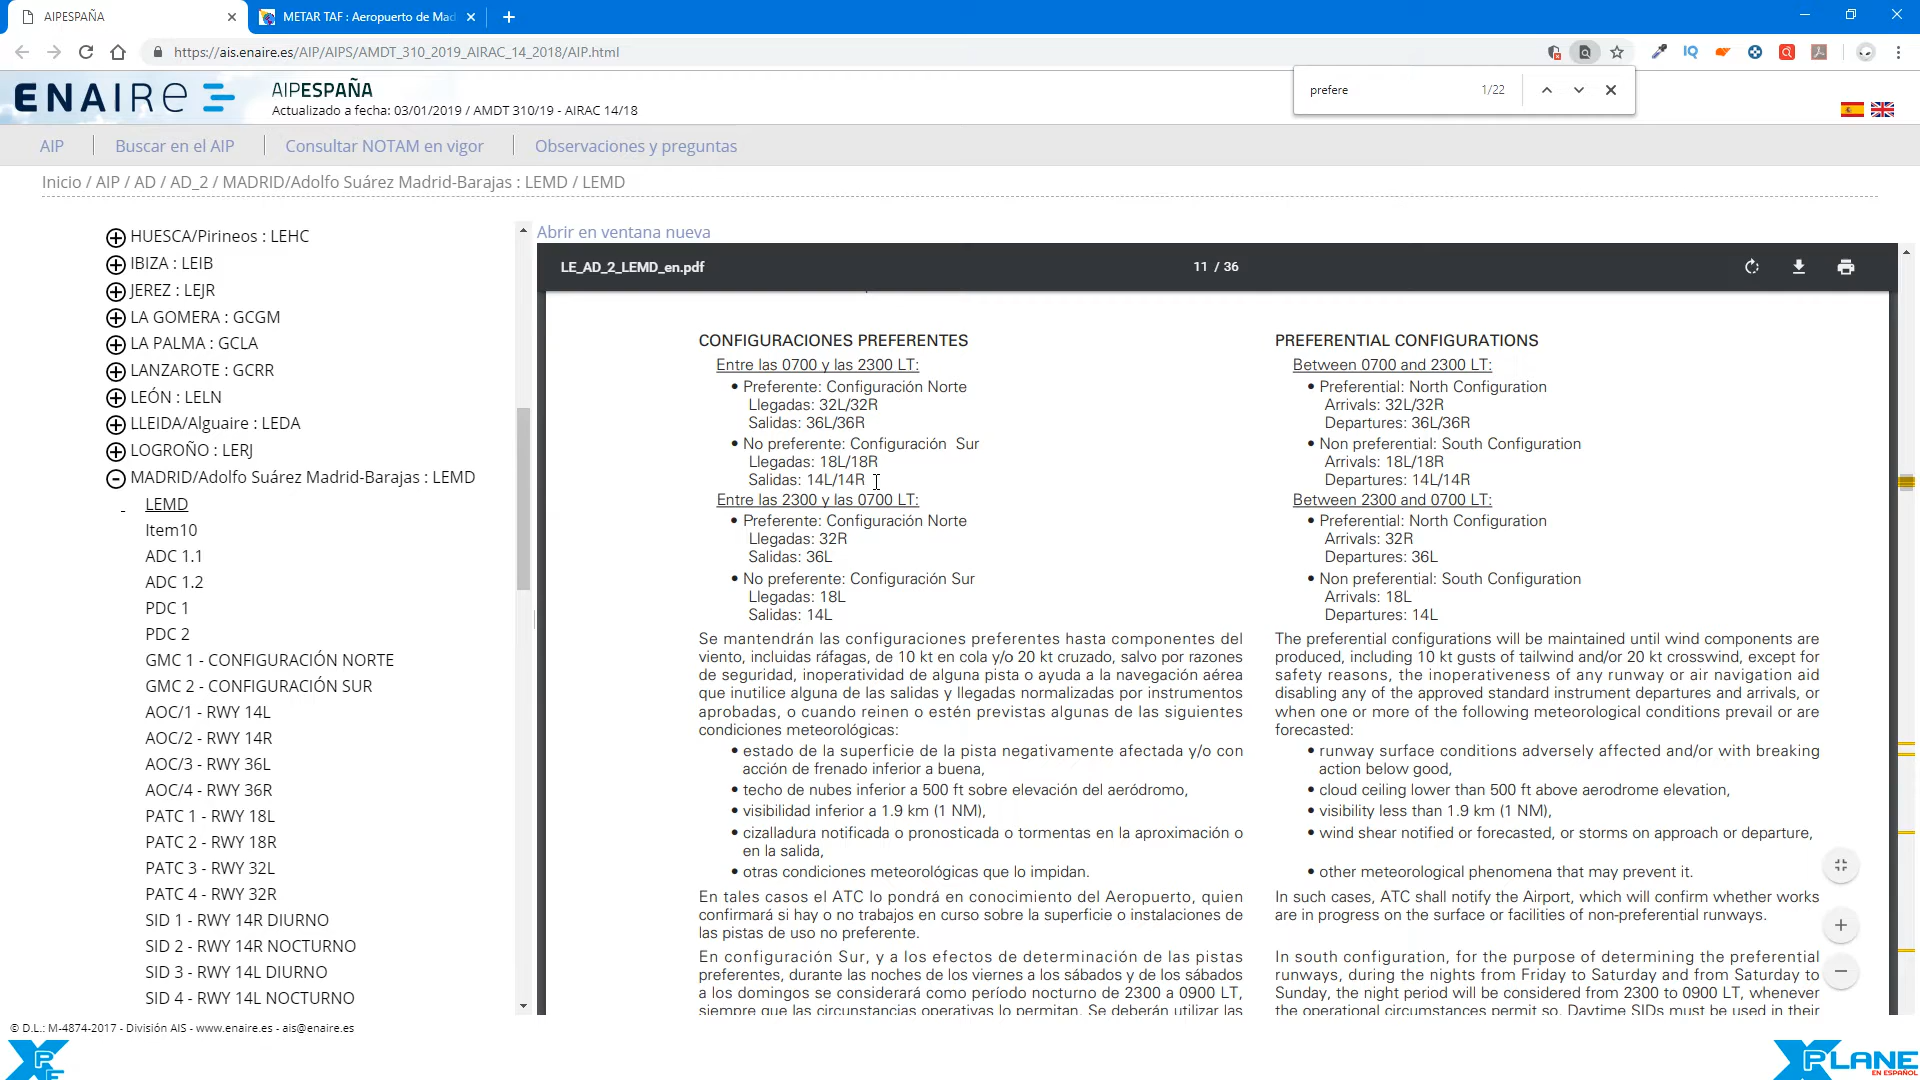 AIPESPAÑA
METAR TAF : Aeropuerto de Mad
https://ais.enaire.es/AIP/AIPS/AMDT_310_2019_AIRAC_14_2018/AIP.html
prefere 1/22
ENAIRE
AIPESPAÑA
Actualizado a fecha: 03/01/2019 / AMDT 310/19 - AIRAC 14/18
AIP Buscar en el AIP Consultar NOTAM en vigor Observaciones y preguntas
Inicio / AIP / AD / AD_2 / MADRID/Adolfo Suárez Madrid-Barajas : LEMD / LEMD
HUESCA/Pirineos : LEHC
IBIZA : LEIB
JEREZ : LEJR
LA GOMERA : GCGM
LA PALMA : GCLA
LANZAROTE : GCRR
LEÓN : LELN
LLEIDA/Alguaire : LEDA
LOGROÑO : LERJ
MADRID/Adolfo Suárez Madrid-Barajas : LEMD
LEMD
Item10
ADC 1.1
ADC 1.2
PDC 1
PDC 2
GMC 1 - CONFIGURACIÓN NORTE
GMC 2 - CONFIGURACIÓN SUR
AOC/1 - RWY 14L
AOC/2 - RWY 14R
AOC/3 - RWY 36L
AOC/4 - RWY 36R
PATC 1 - RWY 18L
PATC 2 - RWY 18R
PATC 3 - RWY 32L
PATC 4 - RWY 32R
SID 1 - RWY 14R DIURNO
SID 2 - RWY 14R NOCTURNO
SID 3 - RWY 14L DIURNO
SID 4 - RWY 14L NOCTURNO
Abrir en ventana nueva
LE_AD_2_LEMD_en.pdf 11 / 36
CONFIGURACIONES PREFERENTES
Entre las 0700 y las 2300 LT:
• Preferente: Configuración Norte
Llegadas: 32L/32R
Salidas: 36L/36R
• No preferente: Configuración Sur
Llegadas: 18L/18R
Salidas: 14L/14R
Entre las 2300 y las 0700 LT:
• Preferente: Configuración Norte
Llegadas: 32R
Salidas: 36L
• No preferente: Configuración Sur
Llegadas: 18L
Salidas: 14L
Se mantendrán las configuraciones preferentes hasta componentes del
viento, incluidas ráfagas, de 10 kt en cola y/o 20 kt cruzado, salvo por razones
de seguridad, inoperatividad de alguna pista o ayuda a la navegación aérea
que inutilice alguna de las salidas y llegadas normalizadas por instrumentos
aprobadas, o cuando reinen o estén previstas algunas de las siguientes
condiciones meteorológicas:
• estado de la superficie de la pista negativamente afectada y/o con
acción de frenado inferior a buena,
• techo de nubes inferior a 500 ft sobre elevación del aeródromo,
• visibilidad inferior a 1.9 km (1 NM),
• cizalladura notificada o pronosticada o tormentas en la aproximación o
en la salida,
• otras condiciones meteorológicas que lo impidan.
En tales casos el ATC lo pondrá en conocimiento del Aeropuerto, quien
confirmará si hay o no trabajos en curso sobre la superficie o instalaciones de
las pistas de uso no preferente.
En configuración Sur, y a los efectos de determinación de las pistas
preferentes, durante las noches de los viernes a los sábados y de los sábados
a los domingos se considerará como período nocturno de 2300 a 0900 LT,
siempre que las circunstancias operativas lo permitan. Se deberán utilizar las
PREFERENTIAL CONFIGURATIONS
Between 0700 and 2300 LT:
• Preferential: North Configuration
Arrivals: 32L/32R
Departures: 36L/36R
• Non preferential: South Configuration
Arrivals: 18L/18R
Departures: 14L/14R
Between 2300 and 0700 LT:
• Preferential: North Configuration
Arrivals: 32R
Departures: 36L
• Non preferential: South Configuration
Arrivals: 18L
Departures: 14L
The preferential configurations will be maintained until wind components are
produced, including 10 kt gusts of tailwind and/or 20 kt crosswind, except for
safety reasons, the inoperativeness of any runway or air navigation aid
disabling any of the approved standard instrument departures and arrivals, or
when one or more of the following meteorological conditions prevail or are
forecasted:
• runway surface conditions adversely affected and/or with breaking
action below good,
• cloud ceiling lower than 500 ft above aerodrome elevation,
• visibility less than 1.9 km (1 NM),
• wind shear notified or forecasted, or storms on approach or departure,
• other meteorological phenomena that may prevent it.
In such cases, ATC shall notify the Airport, which will confirm whether works
are in progress on the surface or facilities of non-preferential runways.
In south configuration, for the purpose of determining the preferential
runways, during the nights from Friday to Saturday and from Saturday to
Sunday, the night period will be considered from 2300 to 0900 LT, whenever
the operational circumstances permit so. Daytime SIDs must be used in their
© D.L.: M-4874-2017 - División AIS - www.enaire.es - ais@enaire.es
XPEE
X PLANE
EN ESPAÑOL